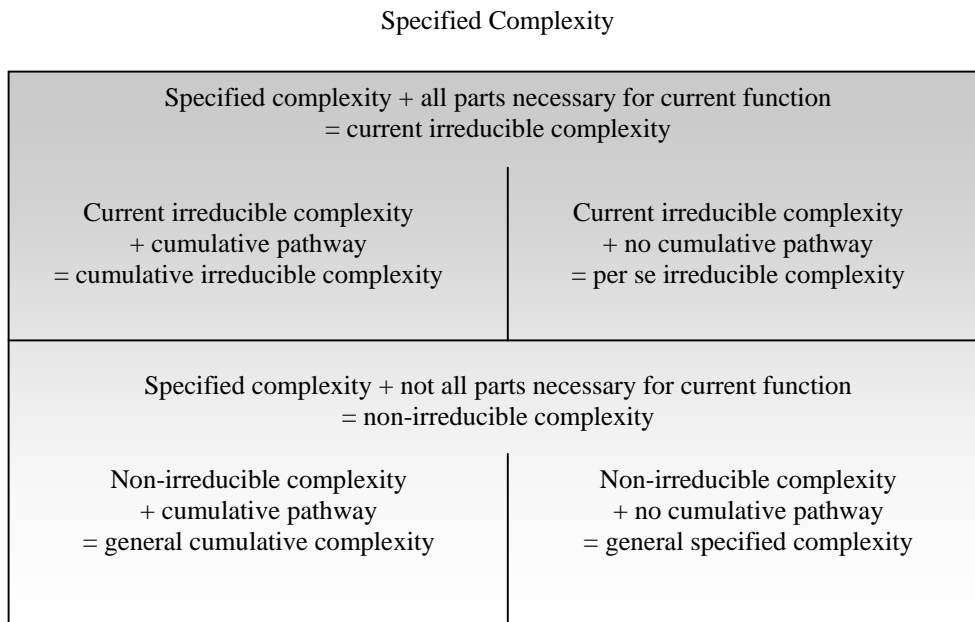 Specified Complexity
Specified complexity + all parts necessary for current function
= current irreducible complexity
Current irreducible complexity
+ cumulative pathway
= cumulative irreducible complexity
Current irreducible complexity
+ no cumulative pathway
= per se irreducible complexity
Specified complexity + not all parts necessary for current function
= non-irreducible complexity
Non-irreducible complexity
+ cumulative pathway
= general cumulative complexity
Non-irreducible complexity
+ no cumulative pathway
= general specified complexity